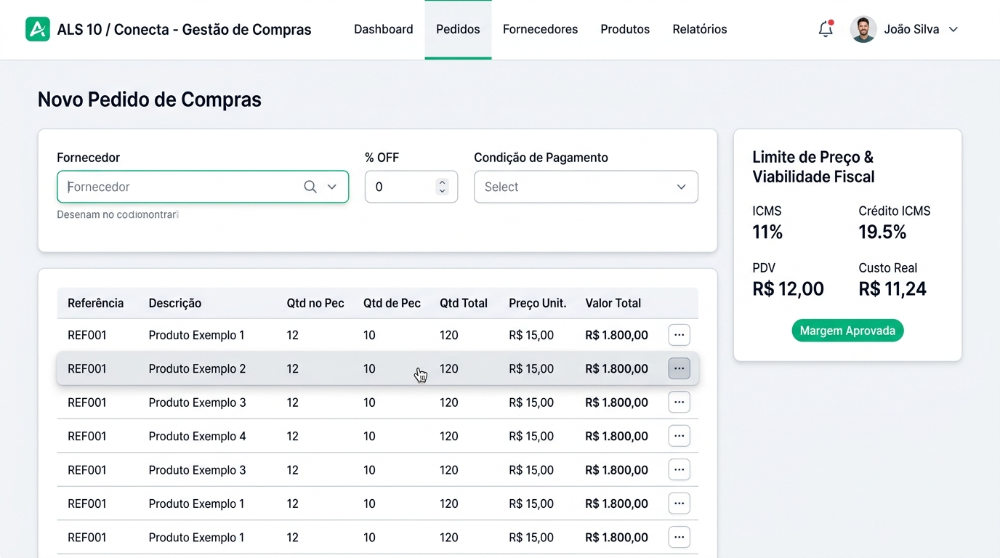 ALS 10 / Conecta - Gestão de Compras
Dashboard
Pedidos
Fornecedores
Produtos
Relatórios
João Silva
Novo Pedido de Compras
Fornecedor
Fornecedor
% OFF
0
Condição de Pagamento
Select
Desenam no
Referência Descrição Qtd no Pec Qtd de Pec Qtd Total Preço Unit. Valor Total
REF001 Produto Exemplo 1 12 10 120 R$ 15,00 R$ 1.800,00 ...
REF001 Produto Exemplo 2 12 10 120 R$ 15,00 R$ 1.800,00 ...
REF001 Produto Exemplo 3 12 10 120 R$ 15,00 R$ 1.800,00 ...
REF001 Produto Exemplo 4 12 10 120 R$ 15,00 R$ 1.800,00 ...
REF001 Produto Exemplo 3 12 10 120 R$ 15,00 R$ 1.800,00 ...
REF001 Produto Exemplo 1 12 10 120 R$ 15,00 R$ 1.800,00 ...
REF001 Produto Exemplo 1 12 10 120 R$ 15,00 R$ 1.800,00 ...
Limite de Preço &
Viabilidade Fiscal
ICMS
11%
Crédito ICMS
19.5%
PDV
R$ 12,00
Custo Real
R$ 11,24
Margem Aprovada